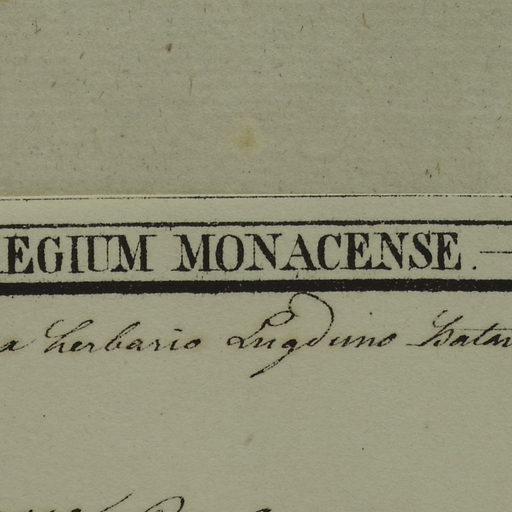 EGIUM MONACENSE.
a herbario Lugduno Batav